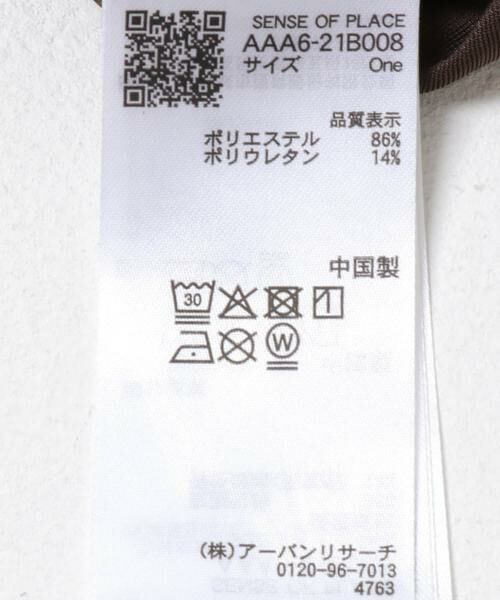 SENSE OF PLACE
AAA6-21B008
サイズ One
品質表示
ポリエステル 86%
ポリウレタン 14%
中国製
30
W
(株)アーバンリサーチ
0120-96-7013
4763